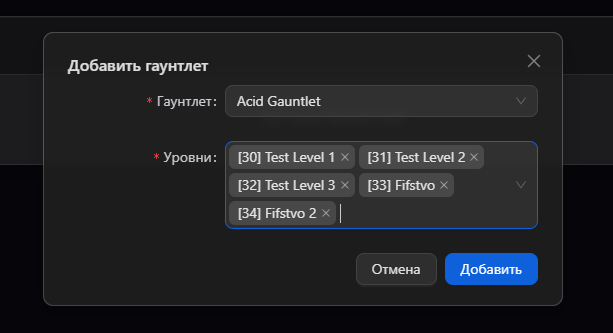 Добавить гаунтлет
* Гаунтлет: Acid Gauntlet
* Уровни: [30] Test Level 1 × [31] Test Level 2 ×
[32] Test Level 3 × [33] Fifstvo ×
[34] Fifstvo 2 ×
Отмена Добавить